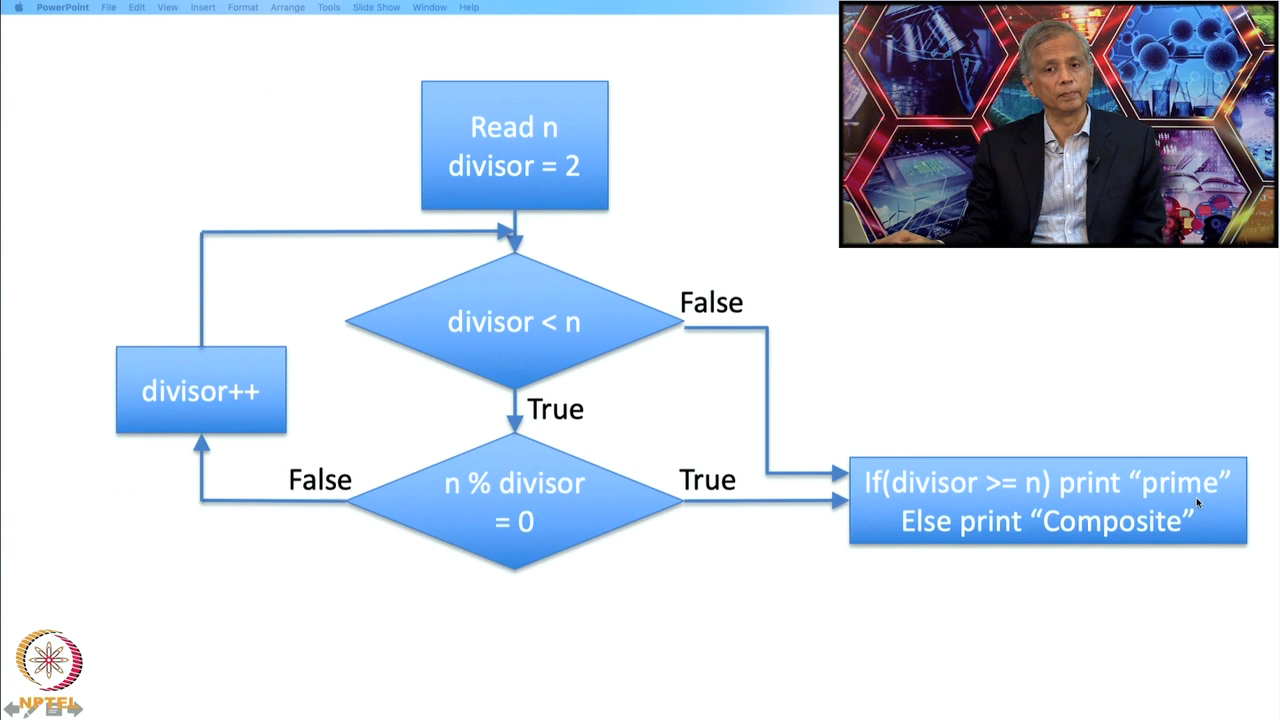 PowerPoint File Edit View Insert Format Arrange Tools Slide Show Window Help
Read n
divisor = 2
divisor < n
False
divisor++
True
False
n % divisor
= 0
True
If(divisor >= n) print “prime”
Else print “Composite”
NPTEL